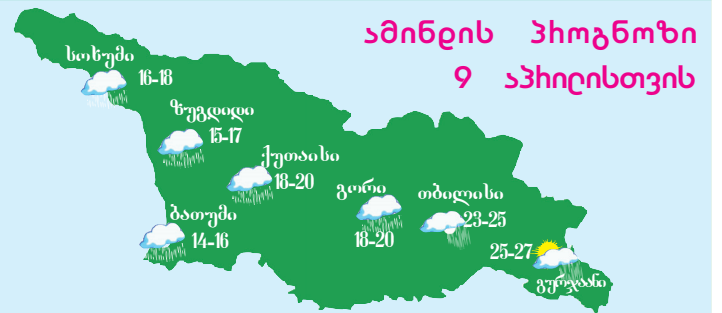 ამინდის პროგნოზი
9 აპრილისთვის
სოხუმი
16-18
ზუგდიდი
15-17
ქუთაისი
18-20
გორი
18-20
თბილისი
23-25
ბათუმი
14-16
25-27
გურჯაანი